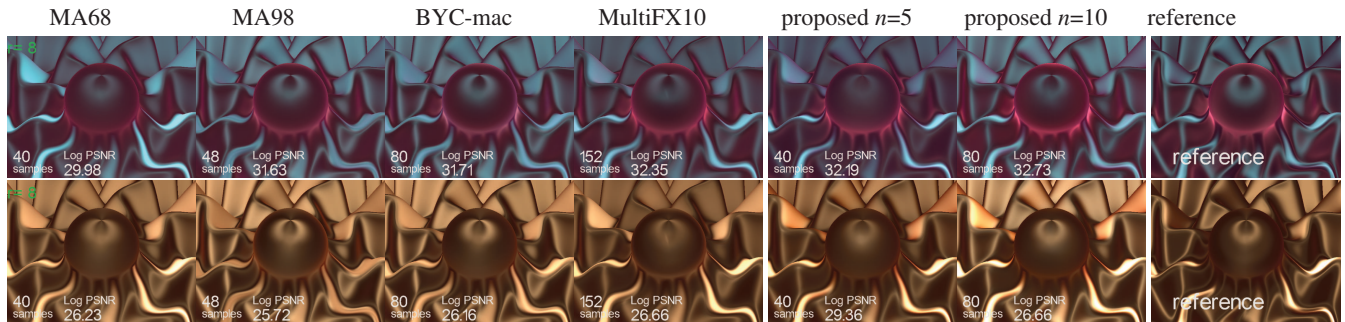 MA68 MA98 BYC-mac MultiFX10 proposed n=5 proposed n=10 reference
r= 8
40 samples Log PSNR 29.98
48 samples Log PSNR 31.63
80 samples Log PSNR 31.71
152 samples Log PSNR 32.35
40 samples Log PSNR 32.19
80 samples Log PSNR 32.73
reference
r= 8
40 samples Log PSNR 26.23
48 samples Log PSNR 25.72
80 samples Log PSNR 26.16
152 samples Log PSNR 26.66
40 samples Log PSNR 29.36
80 samples Log PSNR 26.66
reference